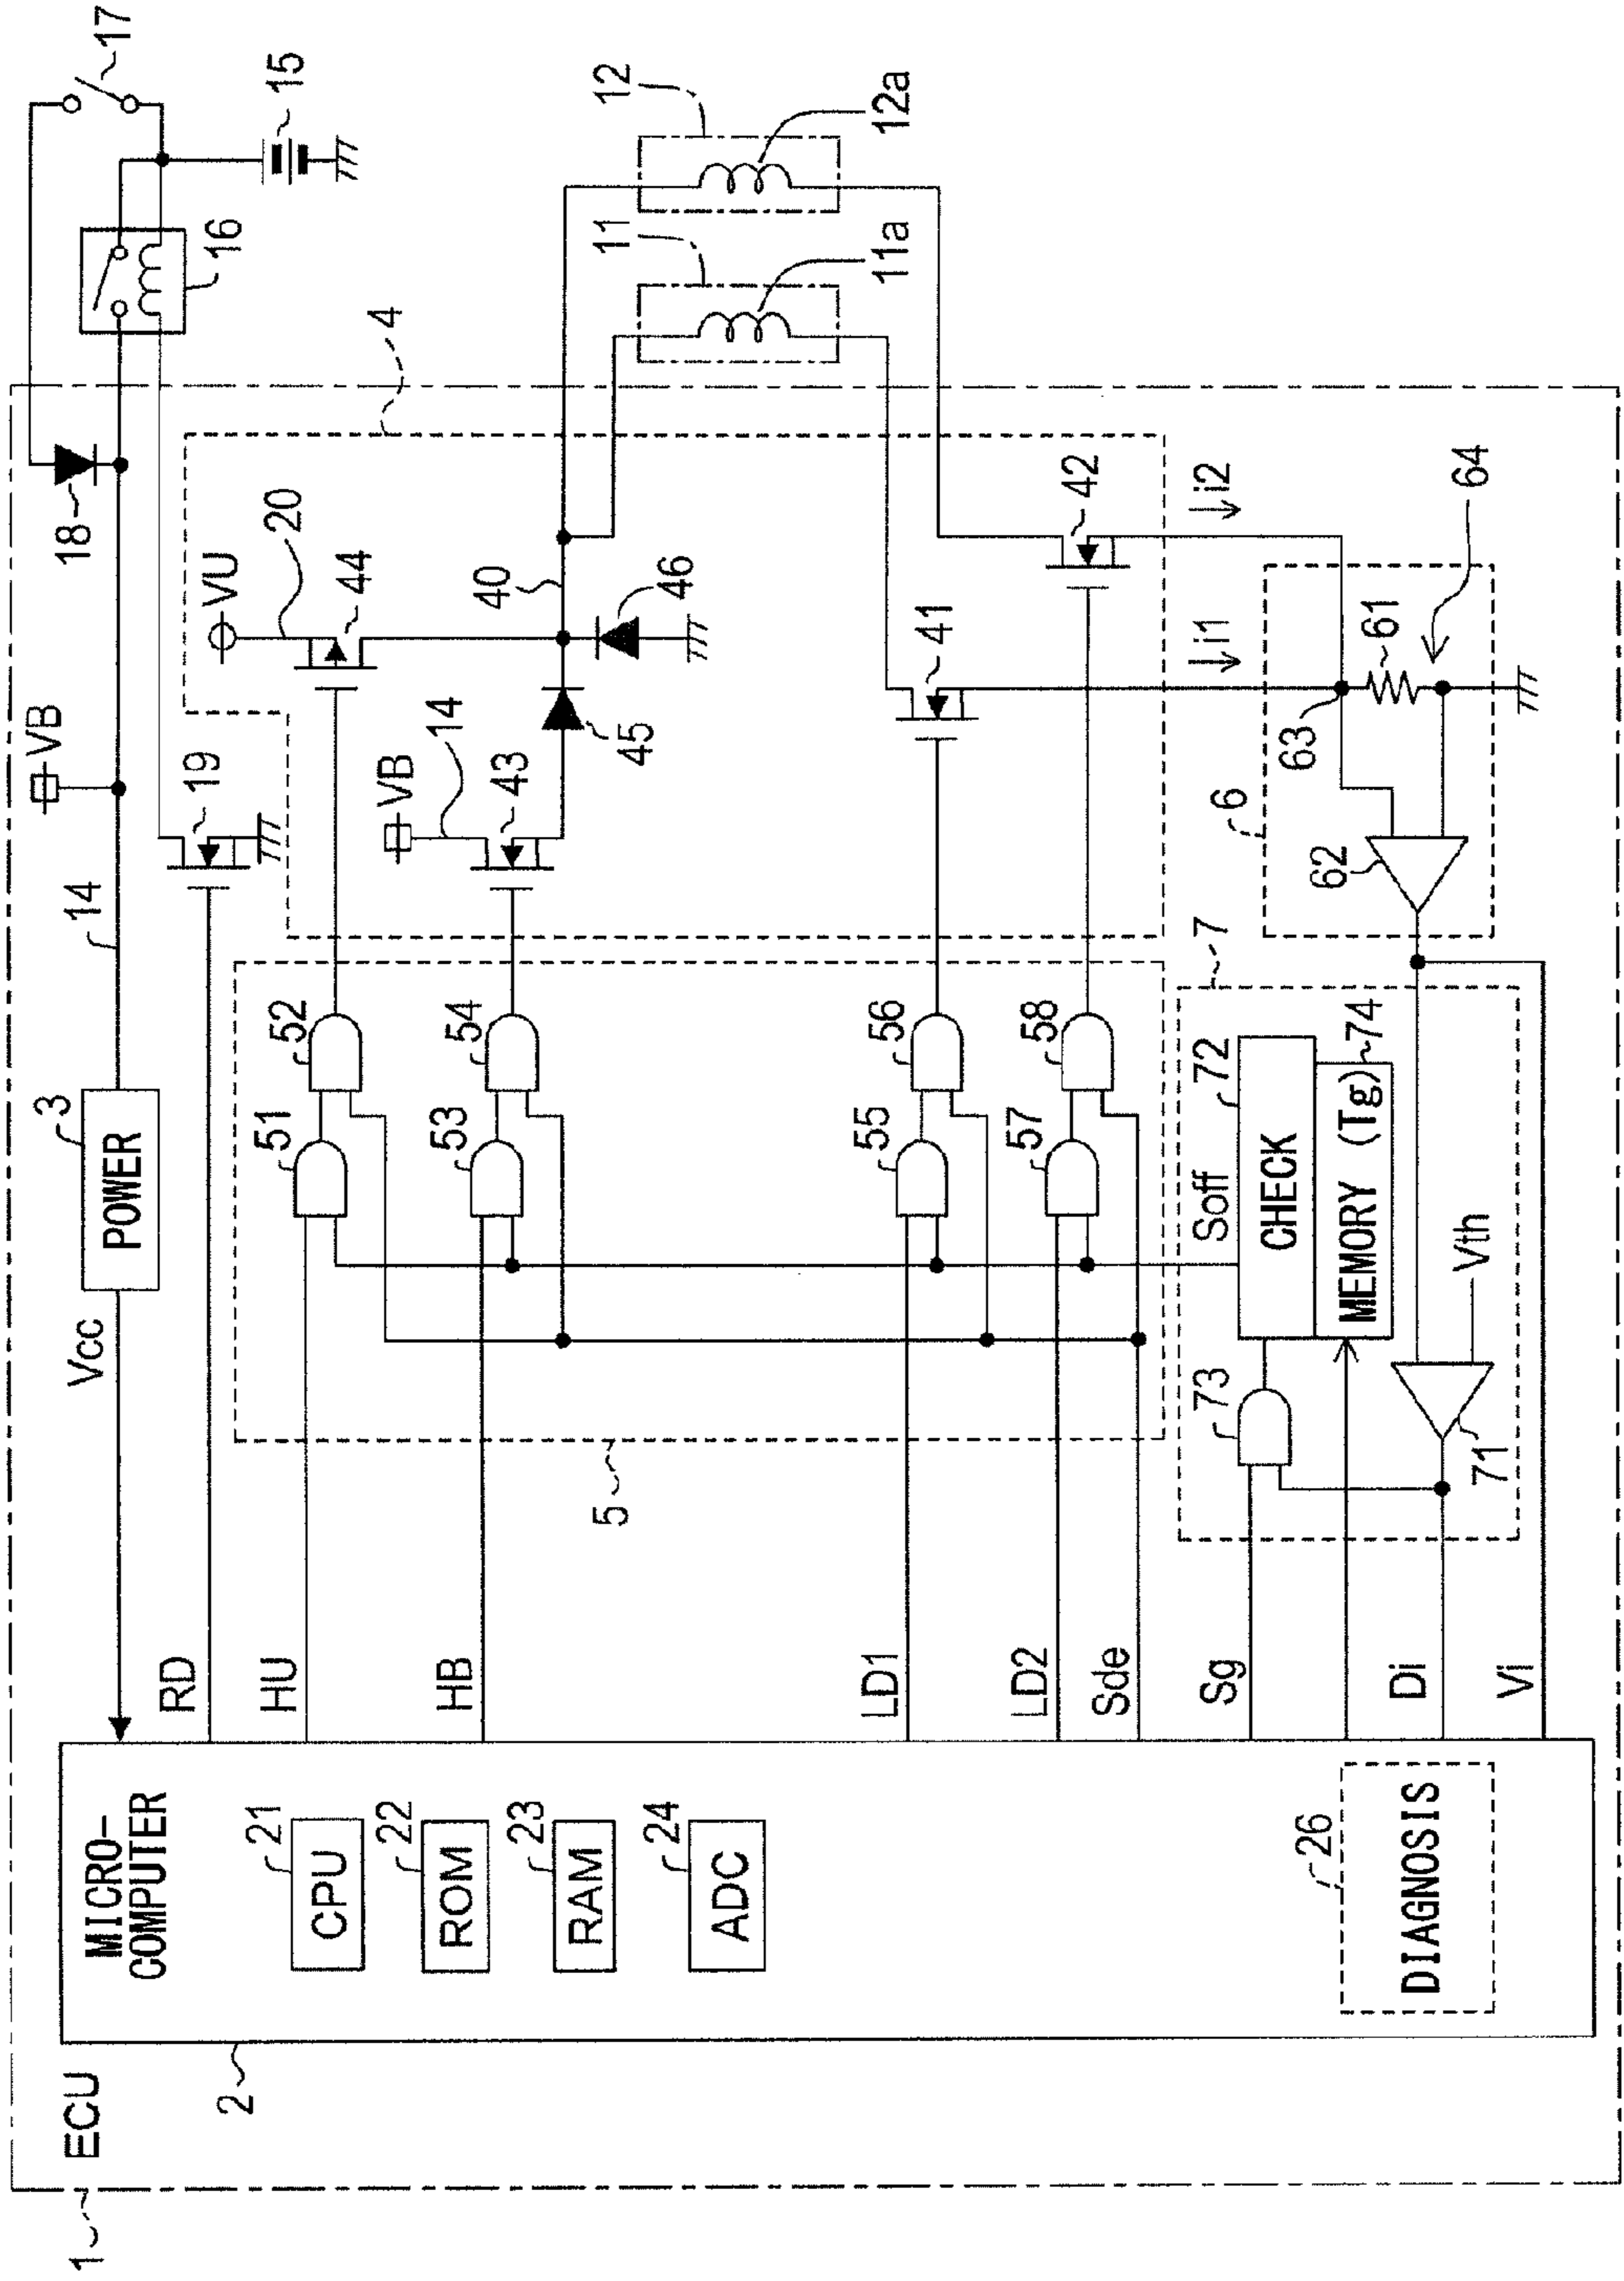 1
ECU
2
MICRO-
COMPUTER
21
CPU
22
ROM
23
RAM
24
ADC
26
DIAGNOSIS
Vcc
RD
HU
HB
LD1
LD2
Sde
Sg
Di
Vi
3
POWER
14
VB
18
16
17
15
19
5
51
52
53
54
55
56
57
58
4
VU
20
44
VB
14
43
45
40
46
41
42
11
11a
12
12a
i1
i2
6
61
62
63
64
7
Soff
CHECK
72
MEMORY (Tg)
74
73
71
Vth